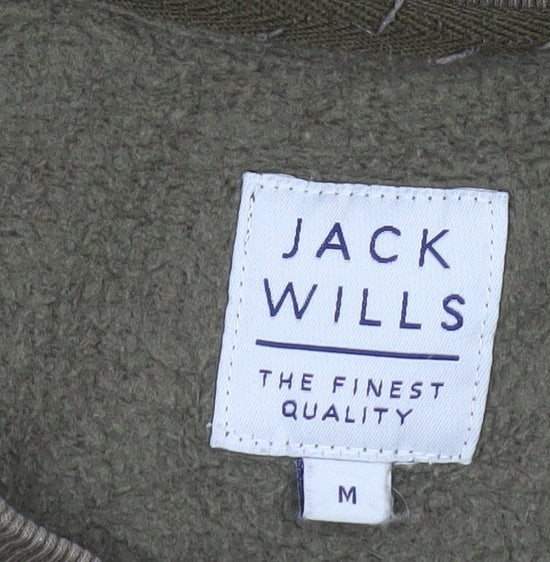 JACK
WILLS
THE FINEST
QUALITY
M